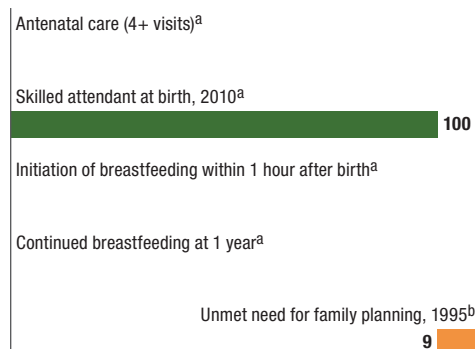 Antenatal care (4+ visits)a
Skilled attendant at birth, 2010a
100
Initiation of breastfeeding within 1 hour after birtha
Continued breastfeeding at 1 yeara
Unmet need for family planning, 1995b
9